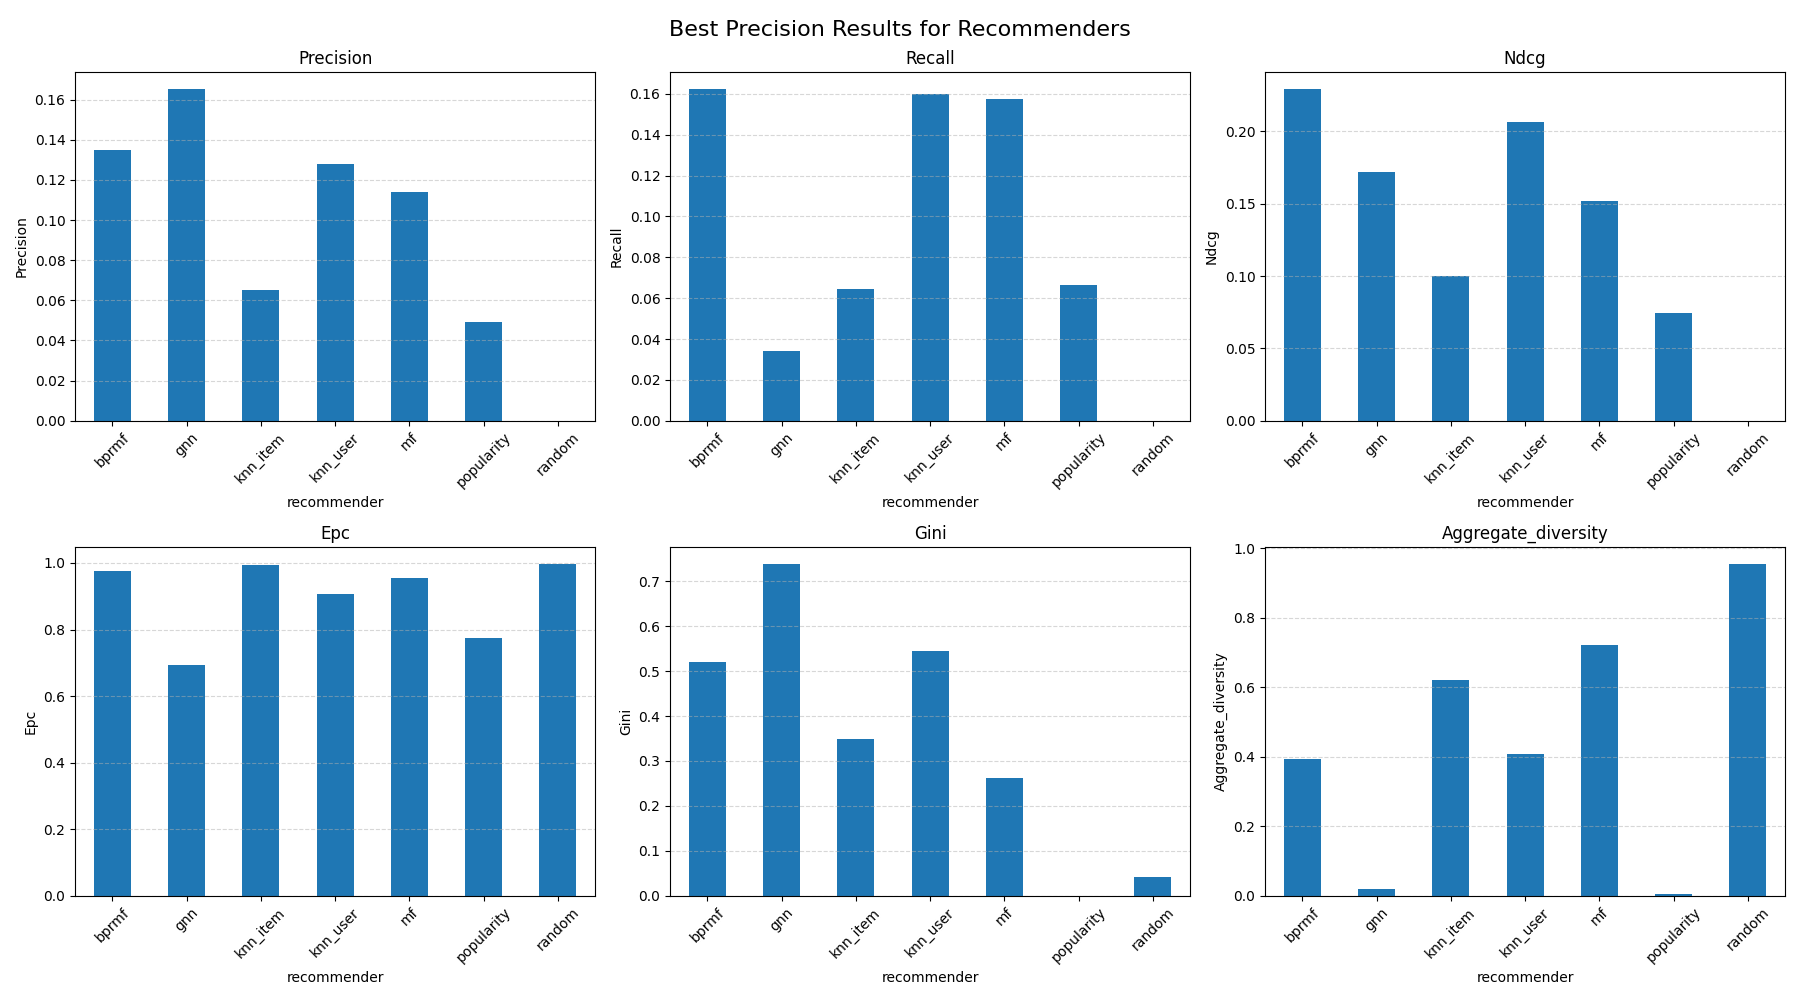 Best Precision Results for Recommenders
Precision
Precision
0.16
0.14
0.12
0.10
0.08
0.06
0.04
0.02
0.00
bprmf
gnn
knn_item
knn_user
mf
popularity
random
recommender
Recall
Recall
0.16
0.14
0.12
0.10
0.08
0.06
0.04
0.02
0.00
bprmf
gnn
knn_item
knn_user
mf
popularity
random
recommender
Ndcg
Ndcg
0.20
0.15
0.10
0.05
0.00
bprmf
gnn
knn_item
knn_user
mf
popularity
random
recommender
Epc
Epc
1.0
0.8
0.6
0.4
0.2
0.0
bprmf
gnn
knn_item
knn_user
mf
popularity
random
recommender
Gini
Gini
0.7
0.6
0.5
0.4
0.3
0.2
0.1
0.0
bprmf
gnn
knn_item
knn_user
mf
popularity
random
recommender
Aggregate_diversity
Aggregate_diversity
1.0
0.8
0.6
0.4
0.2
0.0
bprmf
gnn
knn_item
knn_user
mf
popularity
random
recommender